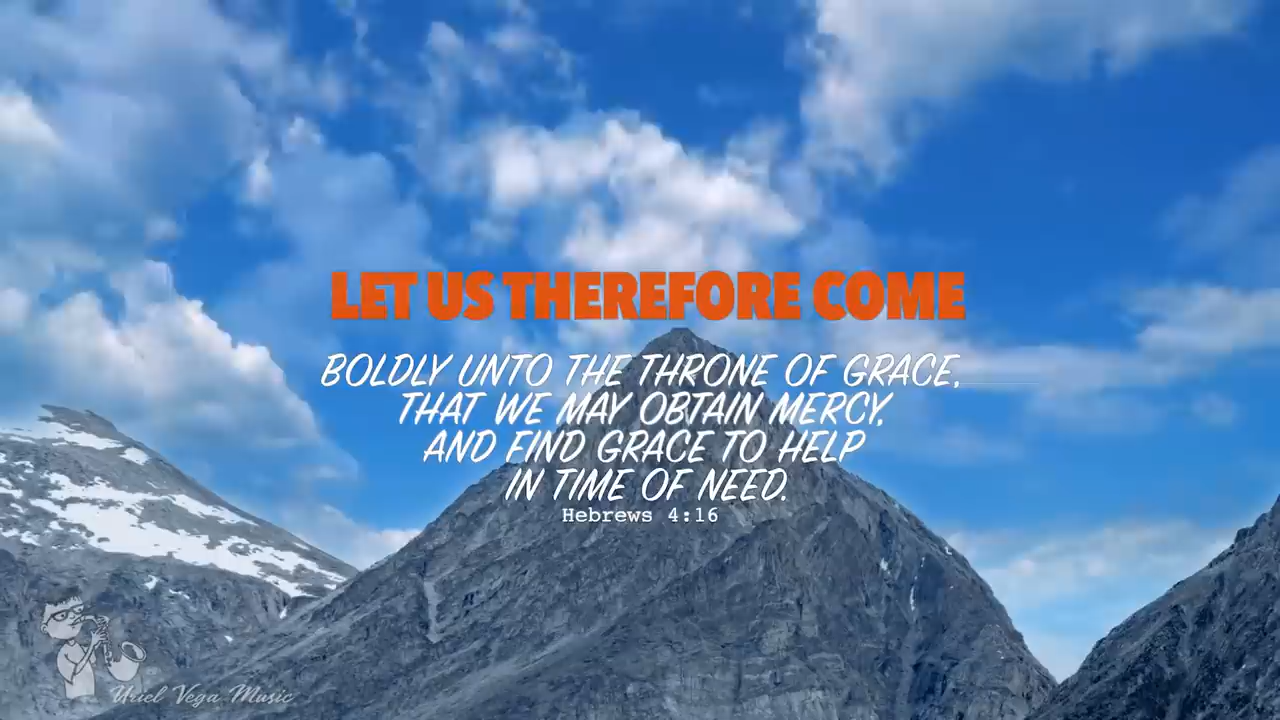 LET US THEREFORE COME
BOLDLY UNTO THE THRONE OF GRACE,
THAT WE MAY OBTAIN MERCY,
AND FIND GRACE TO HELP
IN TIME OF NEED.
Hebrews 4:16
Uriel Vega Music